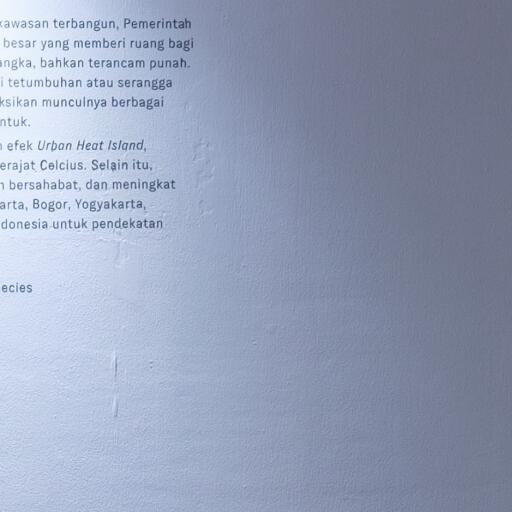 kawasan terbangun, Pemerintah
besar yang memberi ruang bagi
angka, bahkan terancam punah.
i tetumbuhan atau serangga
ksikan munculnya berbagai
ntuk.
efek Urban Heat Island,
erajat Celcius. Selain itu,
n bersahabat, dan meningkat
arta, Bogor, Yogyakarta,
donesia untuk pendekatan
ecies